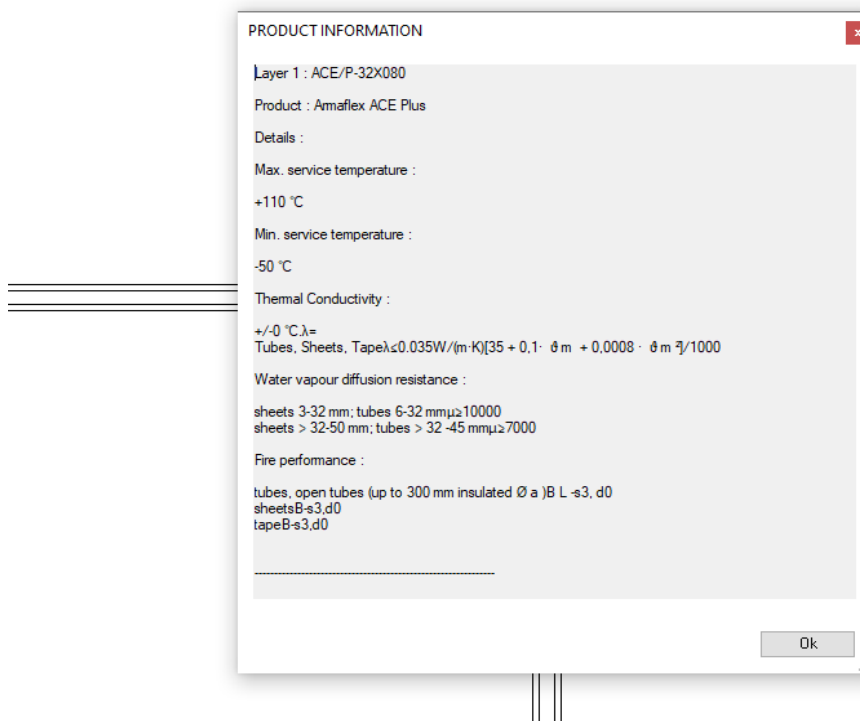 PRODUCT INFORMATION
x
Layer 1 : ACE/P-32X080
Product : Armaflex ACE Plus
Details :
Max. service temperature :
+110 °C
Min. service temperature :
-50 °C
Thermal Conductivity :
+/-0 °C.λ=
Tubes, Sheets, Tapeλ≤0.035W/(m·K)[35 + 0,1· ϑ m + 0,0008 · ϑ m ²]/1000
Water vapour diffusion resistance :
sheets 3-32 mm; tubes 6-32 mmμ≥10000
sheets > 32-50 mm; tubes > 32 -45 mmμ≥7000
Fire performance :
tubes, open tubes (up to 300 mm insulated Ø a )B L -s3, d0
sheetsB-s3,d0
tapeB-s3,d0
------------------------------------------------------------
Ok